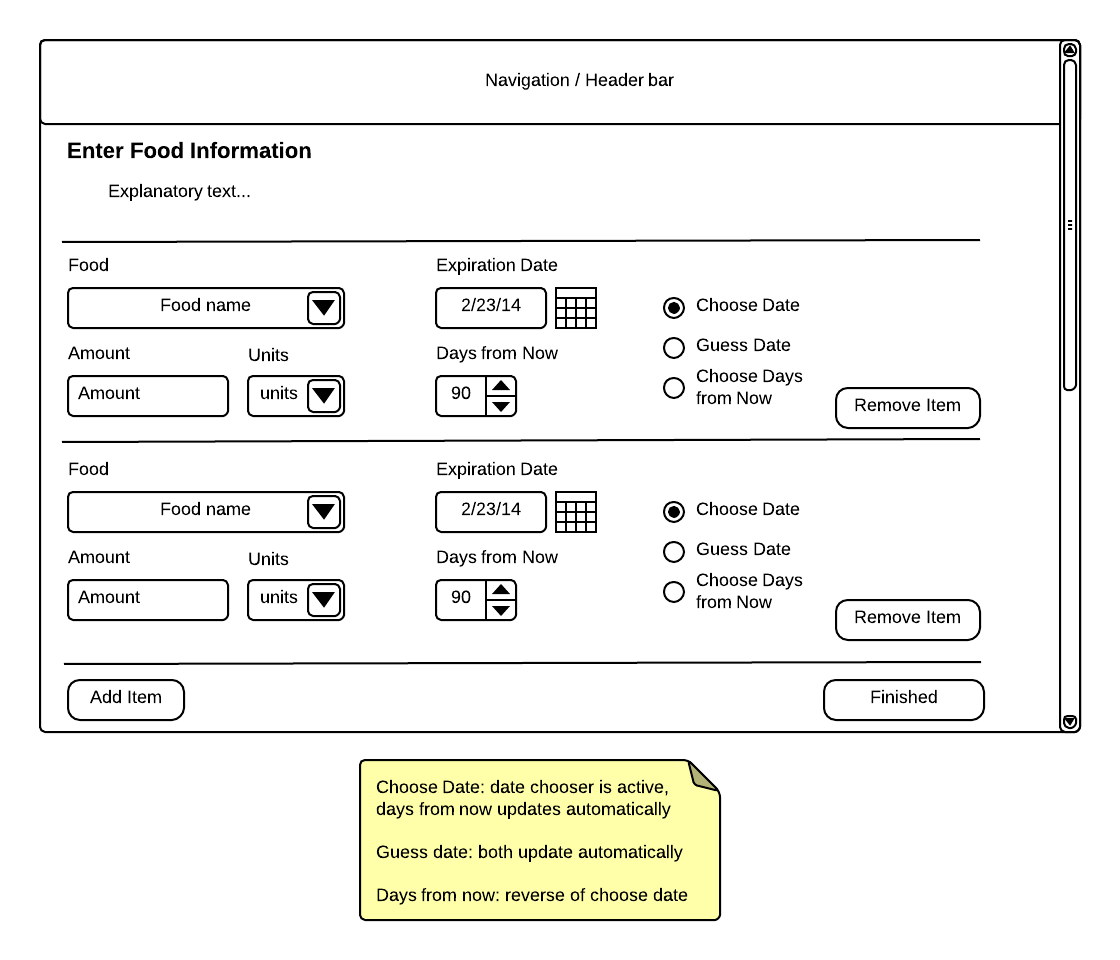 Navigation / Header bar
Enter Food Information
Explanatory text...
Food
Expiration Date
Food name
2/23/14
Choose Date
Guess Date
Amount
Units
Days from Now
Choose Days
from Now
Amount
units
90
Remove Item
Food
Expiration Date
Food name
2/23/14
Choose Date
Guess Date
Amount
Units
Days from Now
Choose Days
from Now
Amount
units
90
Remove Item
Add Item
Finished
Choose Date: date chooser is active,
days from now updates automatically
Guess date: both update automatically
Days from now: reverse of choose date